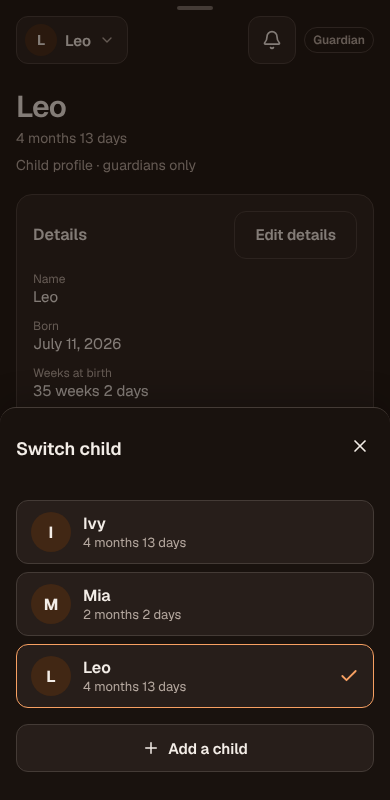 L Leo
Guardian
Leo
4 months 13 days
Child profile · guardians only
Details
Edit details
Name
Leo
Born
July 11, 2026
Weeks at birth
35 weeks 2 days
Switch child
I
Ivy
4 months 13 days
M
Mia
2 months 2 days
L
Leo
4 months 13 days
Add a child